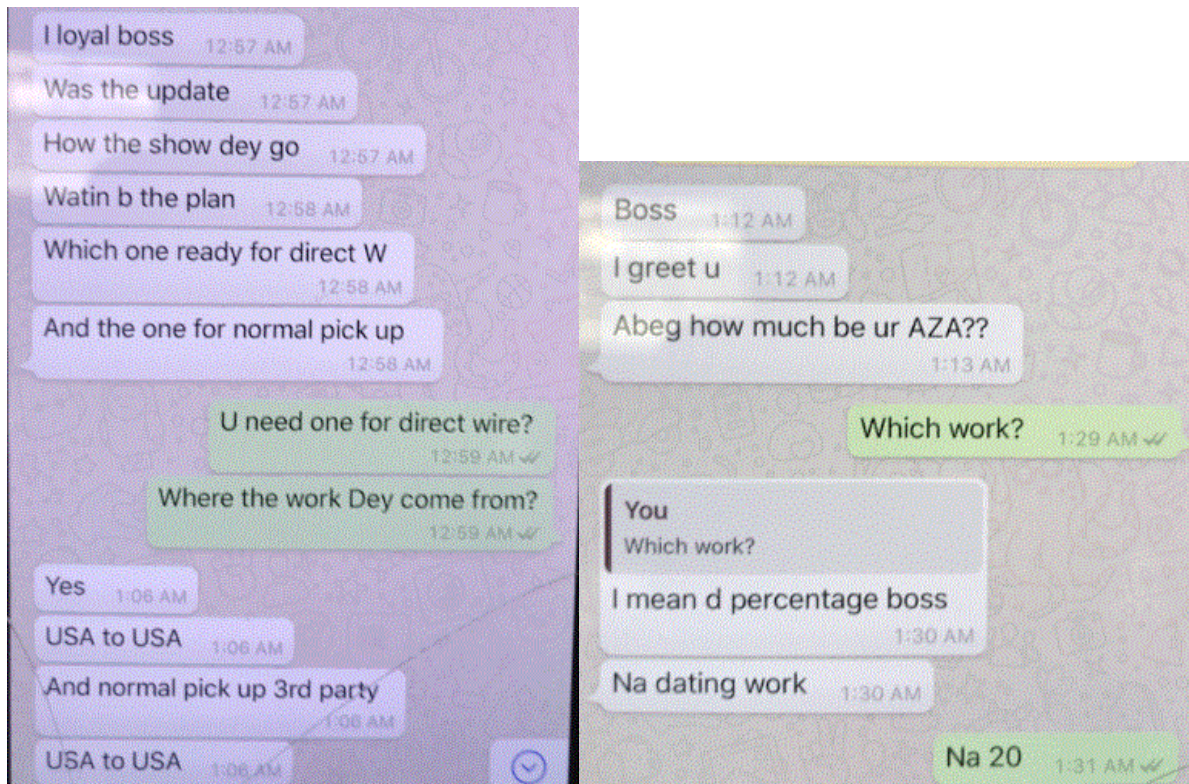 I loyal boss 12:57 AM
Was the update 12:57 AM
How the show dey go 12:57 AM
Watin b the plan 12:58 AM
Which one ready for direct W
12:58 AM
And the one for normal pick up
12:58 AM
U need one for direct wire?
12:59 AM
Where the work Dey come from?
12:59 AM
Yes 1:06 AM
USA to USA 1:06 AM
And normal pick up 3rd party
1:06 AM
USA to USA 1:06 AM
Boss 1:12 AM
I greet u 1:12 AM
Abeg how much be ur AZA??
1:13 AM
Which work? 1:29 AM
You
Which work?
I mean d percentage boss
1:30 AM
Na dating work 1:30 AM
Na 20 1:31 AM